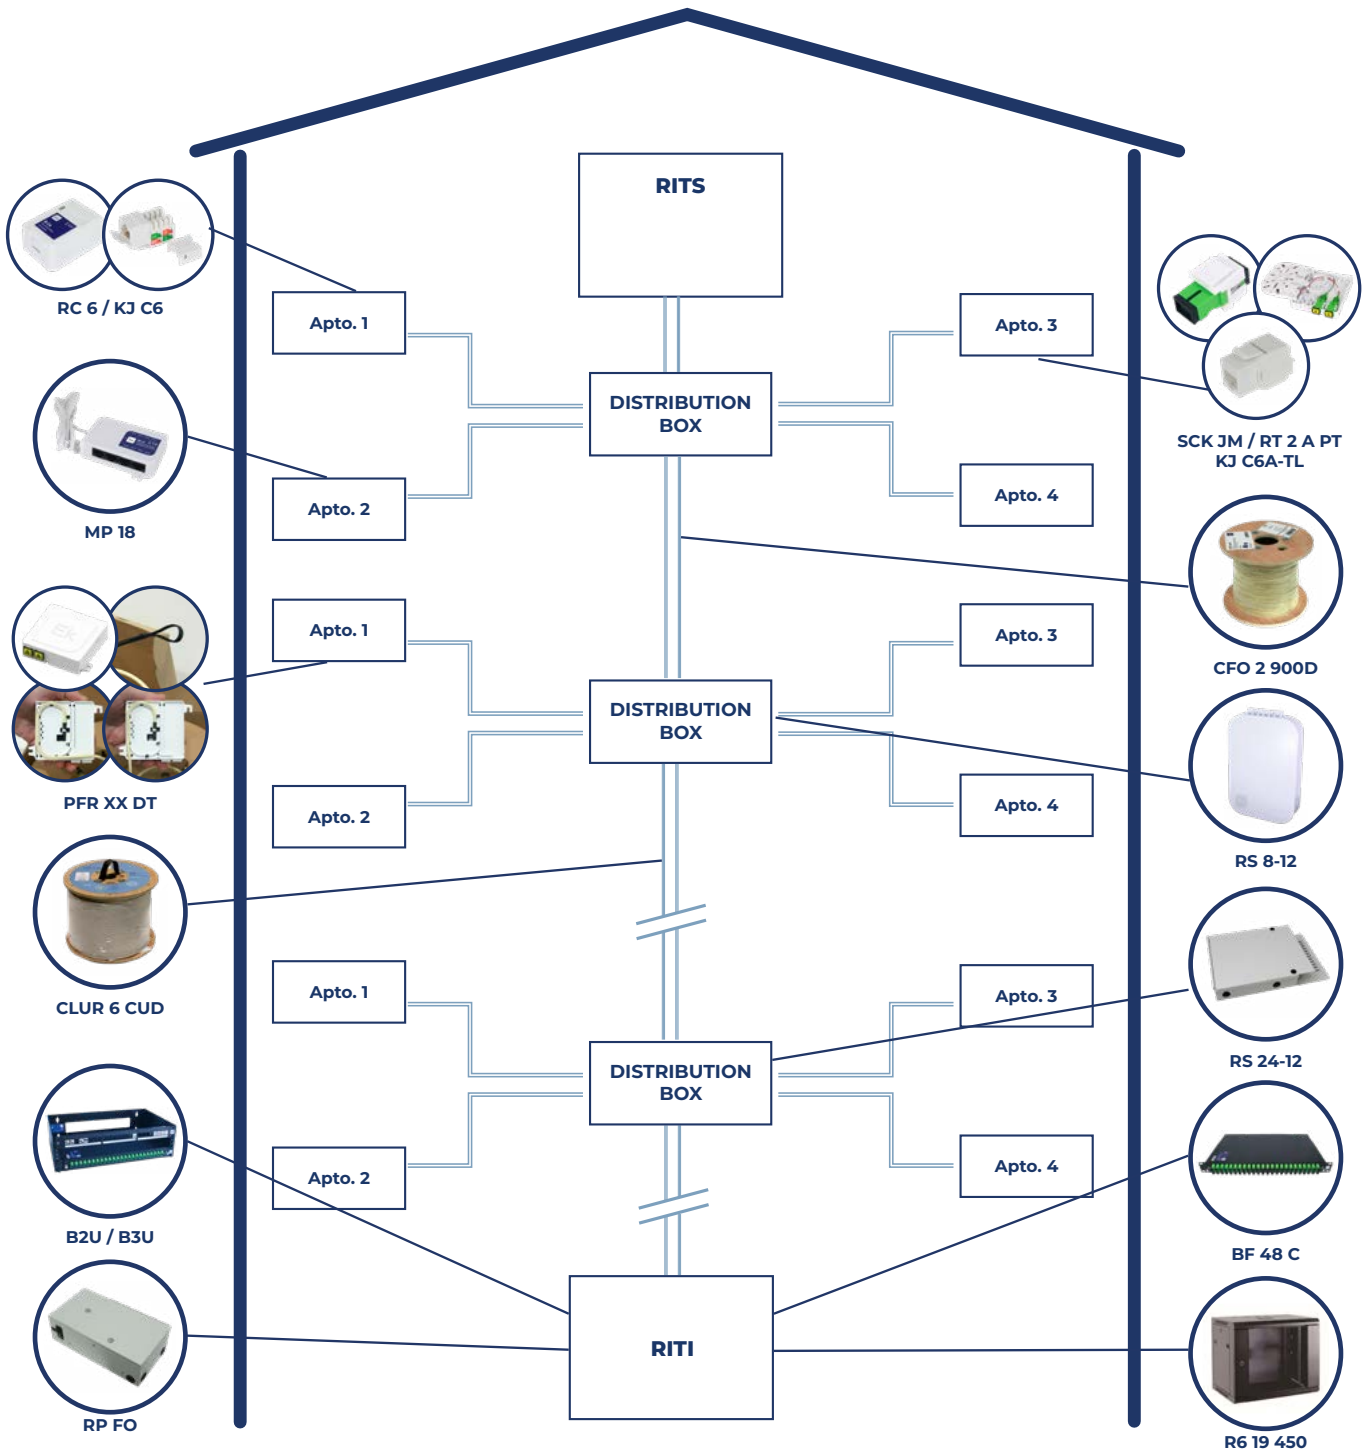 RITS
RC 6 / KJ C6
Apto. 1
Apto. 3
DISTRIBUTION
BOX
SCK JM / RT 2 A PT
KJ C6A-TL
MP 18
Apto. 2
Apto. 4
CFO 2 900D
Apto. 1
Apto. 3
DISTRIBUTION
BOX
PFR XX DT
Apto. 2
Apto. 4
RS 8-12
CLUR 6 CUD
Apto. 1
Apto. 3
DISTRIBUTION
BOX
RS 24-12
Apto. 2
Apto. 4
B2U / B3U
BF 48 C
RITI
RP FO
R6 19 450